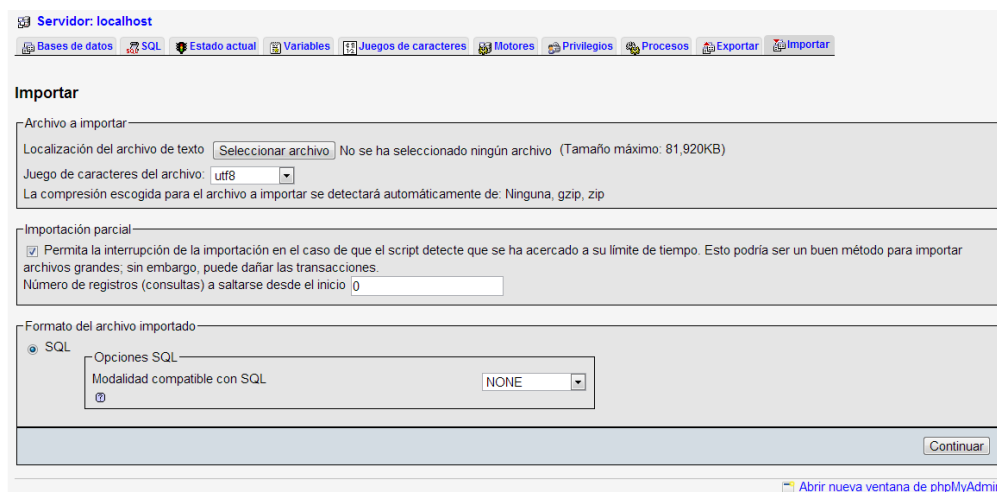 Servidor: localhost
Bases de datos SQL Estado actual Variables Juegos de caracteres Motores Privilegios Procesos Exportar Importar
Importar
Archivo a importar
Localización del archivo de texto Seleccionar archivo No se ha seleccionado ningún archivo (Tamaño máximo: 81,920KB)
Juego de caracteres del archivo: utf8
La compresión escogida para el archivo a importar se detectará automáticamente de: Ninguna, gzip, zip
Importación parcial
Permita la interrupción de la importación en el caso de que el script detecte que se ha acercado a su límite de tiempo. Esto podría ser un buen método para importar
archivos grandes; sin embargo, puede dañar las transacciones.
Número de registros (consultas) a saltarse desde el inicio 0
Formato del archivo importado
SQL
Opciones SQL
Modalidad compatible con SQL NONE
Continuar
Abrir nueva ventana de phpMyAdmin